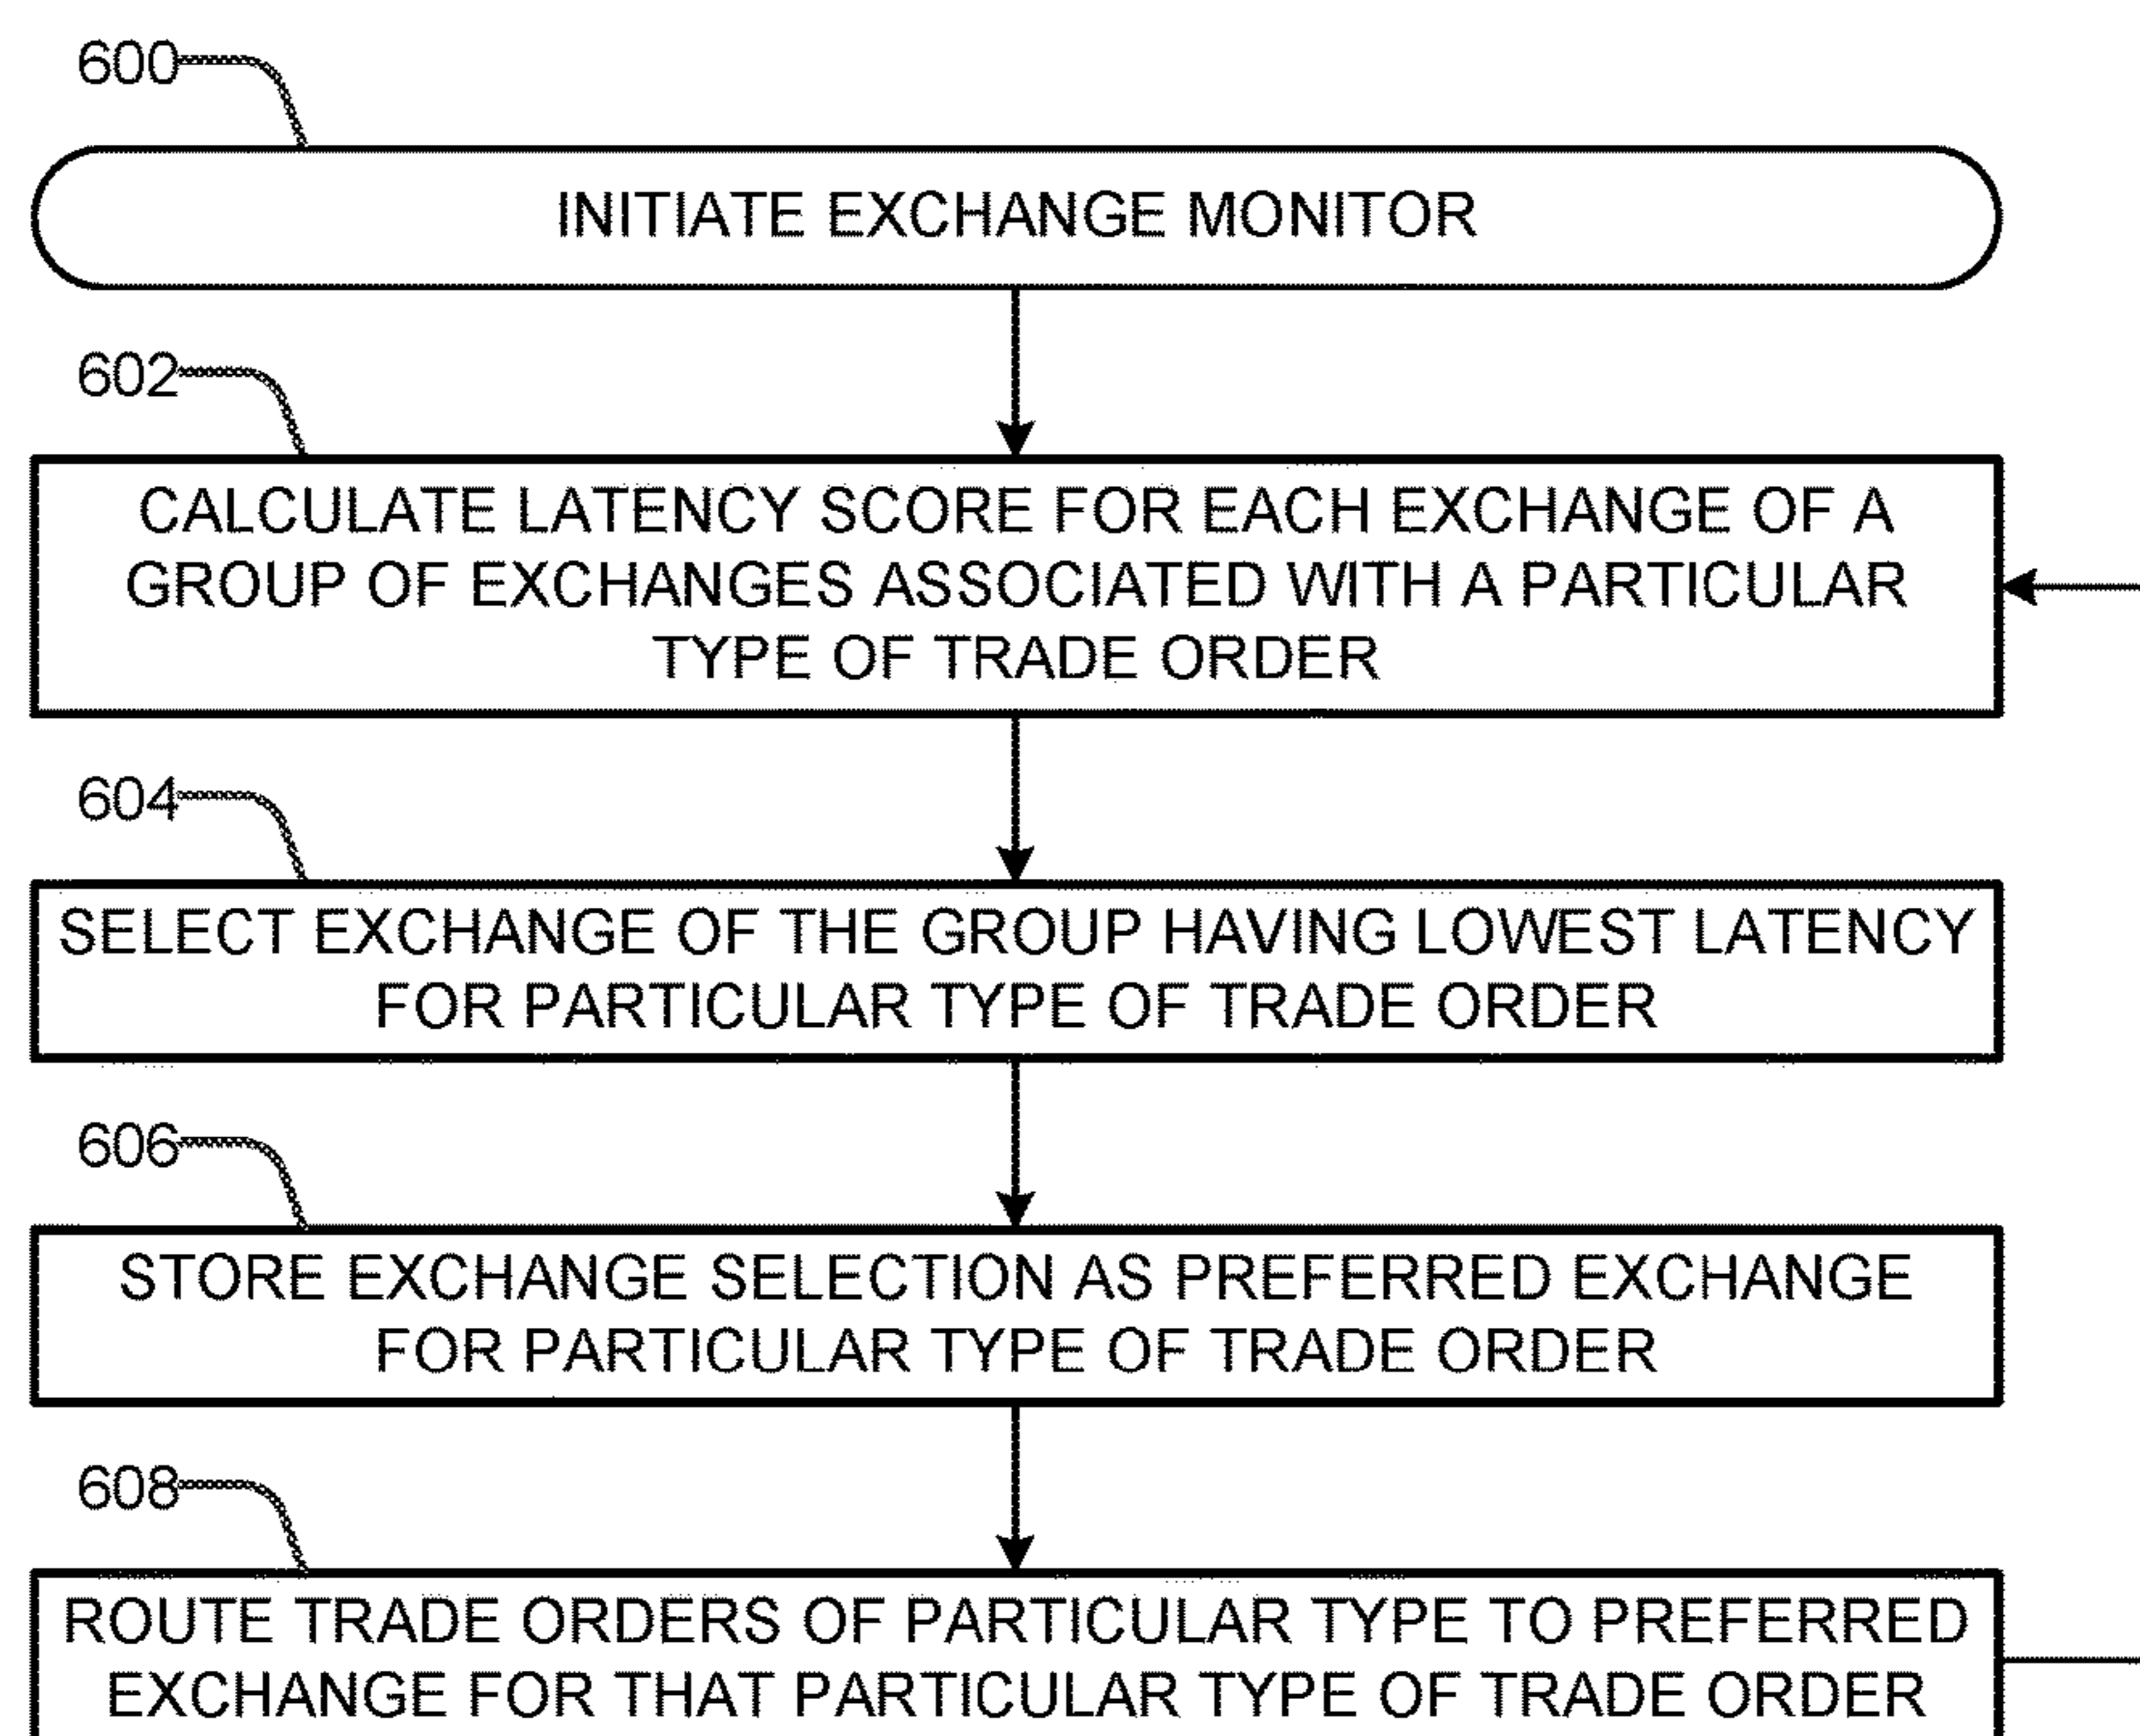 600
INITIATE EXCHANGE MONITOR
602
CALCULATE LATENCY SCORE FOR EACH EXCHANGE OF A
GROUP OF EXCHANGES ASSOCIATED WITH A PARTICULAR
TYPE OF TRADE ORDER
604
SELECT EXCHANGE OF THE GROUP HAVING LOWEST LATENCY
FOR PARTICULAR TYPE OF TRADE ORDER
606
STORE EXCHANGE SELECTION AS PREFERRED EXCHANGE
FOR PARTICULAR TYPE OF TRADE ORDER
608
ROUTE TRADE ORDERS OF PARTICULAR TYPE TO PREFERRED
EXCHANGE FOR THAT PARTICULAR TYPE OF TRADE ORDER